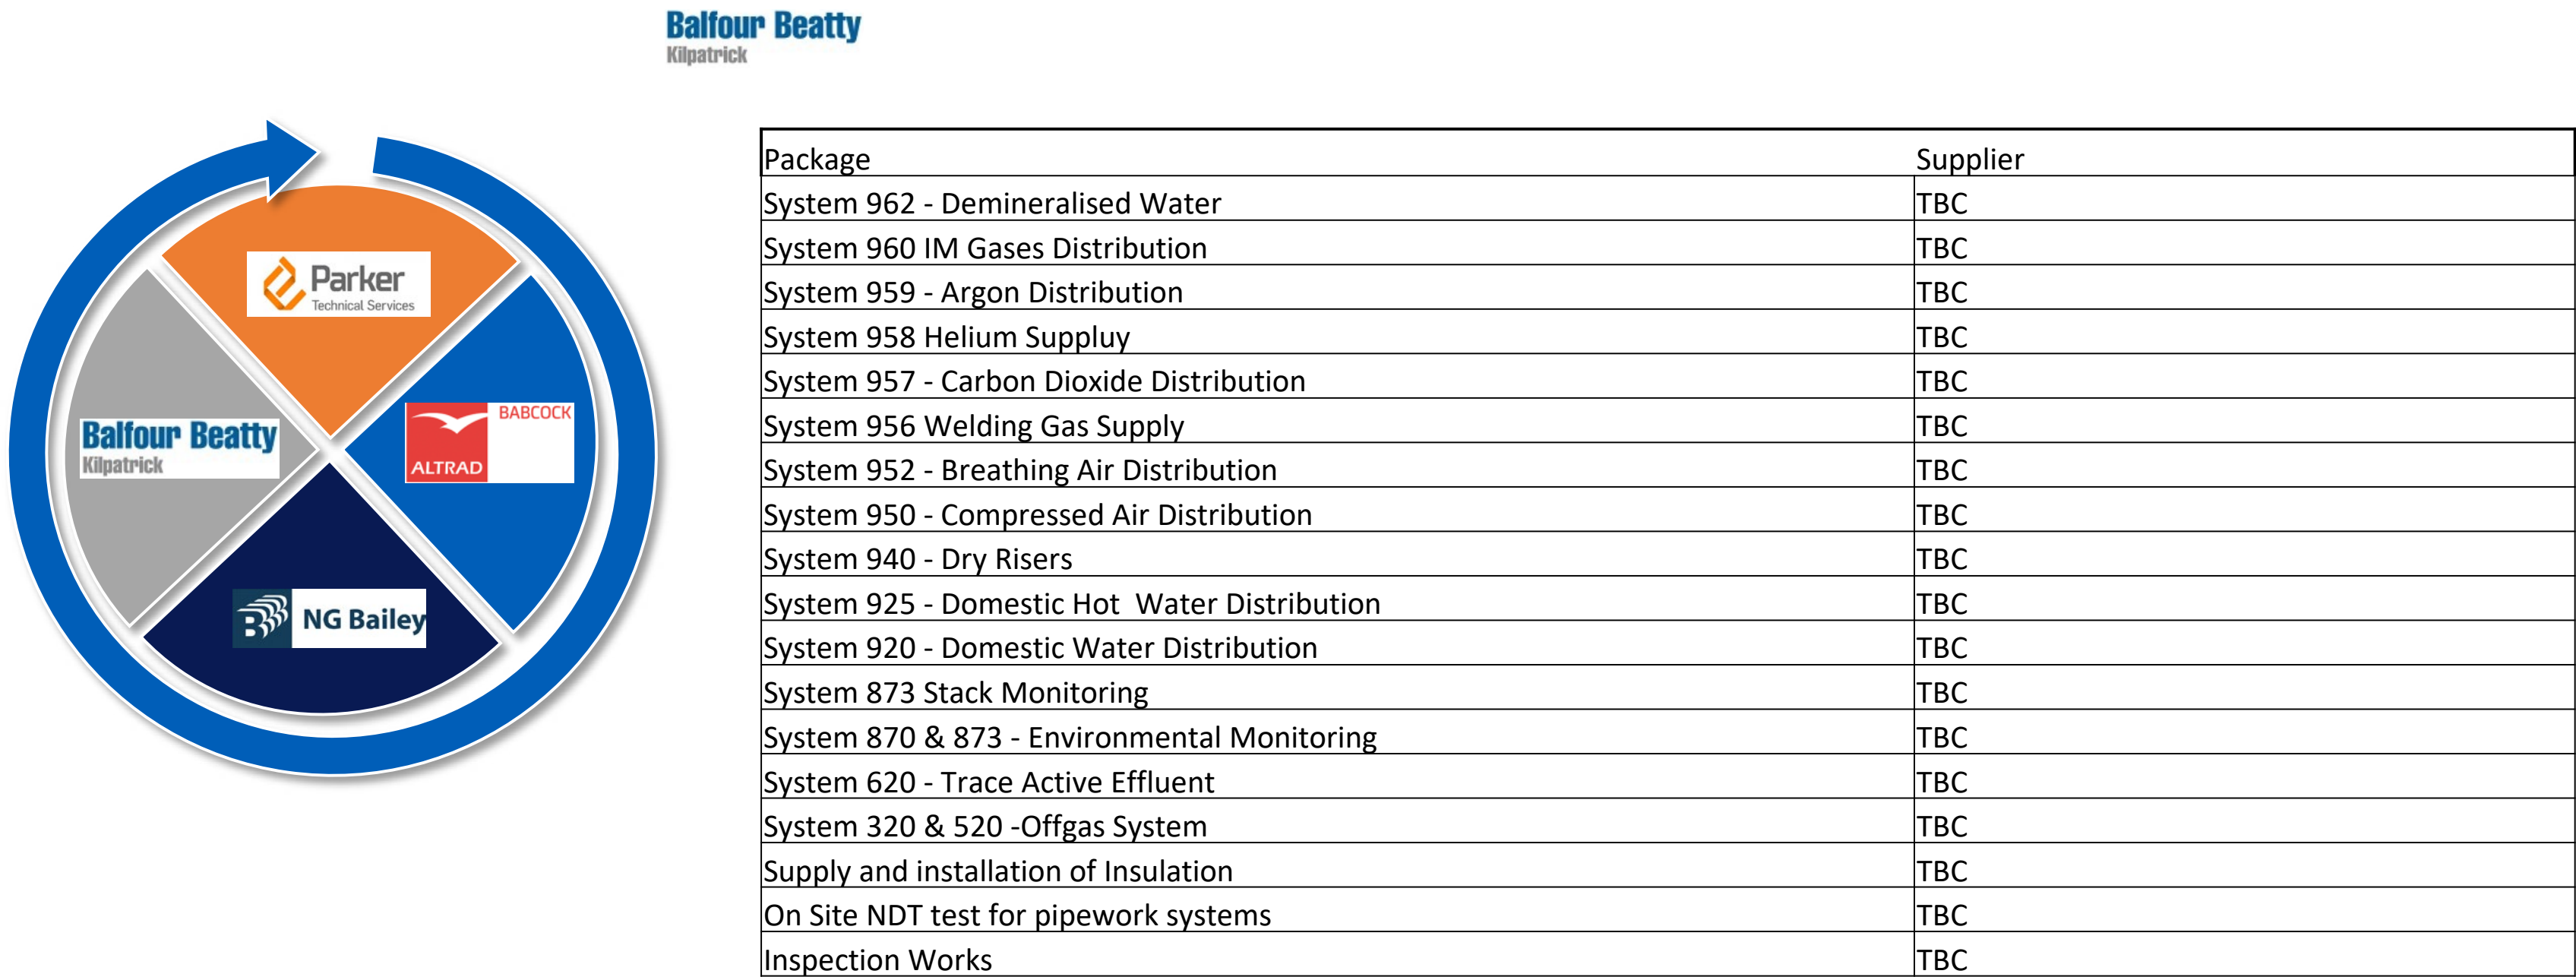 Balfour Beatty
Kilpatrick
Parker
Technical Services
BABCOCK
ALTRAD
Balfour Beatty
Kilpatrick
NG Bailey
Package Supplier
System 962 - Demineralised Water TBC
System 960 IM Gases Distribution TBC
System 959 - Argon Distribution TBC
System 958 Helium Suppluy TBC
System 957 - Carbon Dioxide Distribution TBC
System 956 Welding Gas Supply TBC
System 952 - Breathing Air Distribution TBC
System 950 - Compressed Air Distribution TBC
System 940 - Dry Risers TBC
System 925 - Domestic Hot  Water Distribution TBC
System 920 - Domestic Water Distribution TBC
System 873 Stack Monitoring TBC
System 870 & 873 - Environmental Monitoring TBC
System 620 - Trace Active Effluent TBC
System 320 & 520 -Offgas System TBC
Supply and installation of Insulation TBC
On Site NDT test for pipework systems TBC
Inspection Works TBC